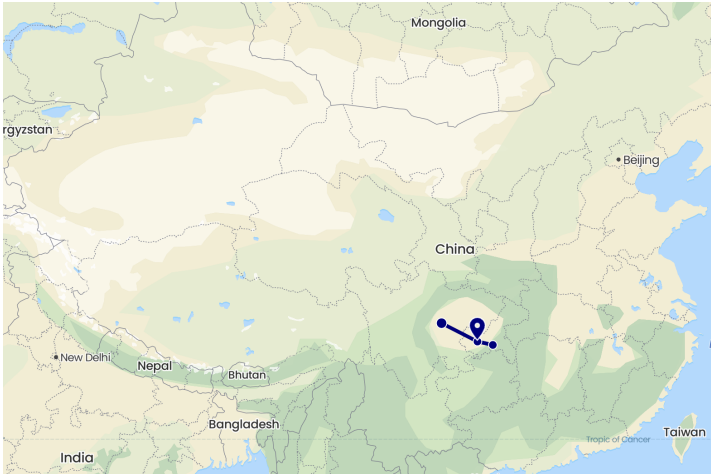 Mongolia
rgyzstan
Beijing
China
New Delhi
Nepal
Bhutan
Bangladesh
Taiwan
Tropic of Cancer
India